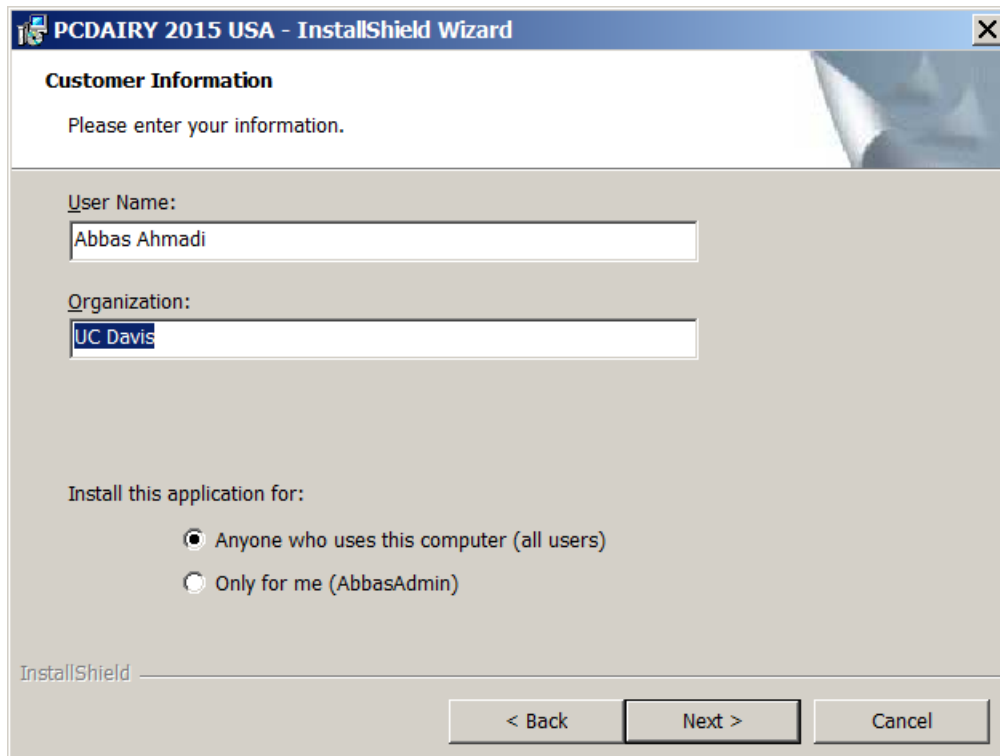 PCDAIRY 2015 USA - InstallShield Wizard
Customer Information
Please enter your information.
User Name:
Abbas Ahmadi
Organization:
UC Davis
Install this application for:
Anyone who uses this computer (all users)
Only for me (AbbasAdmin)
InstallShield
< Back Next > Cancel